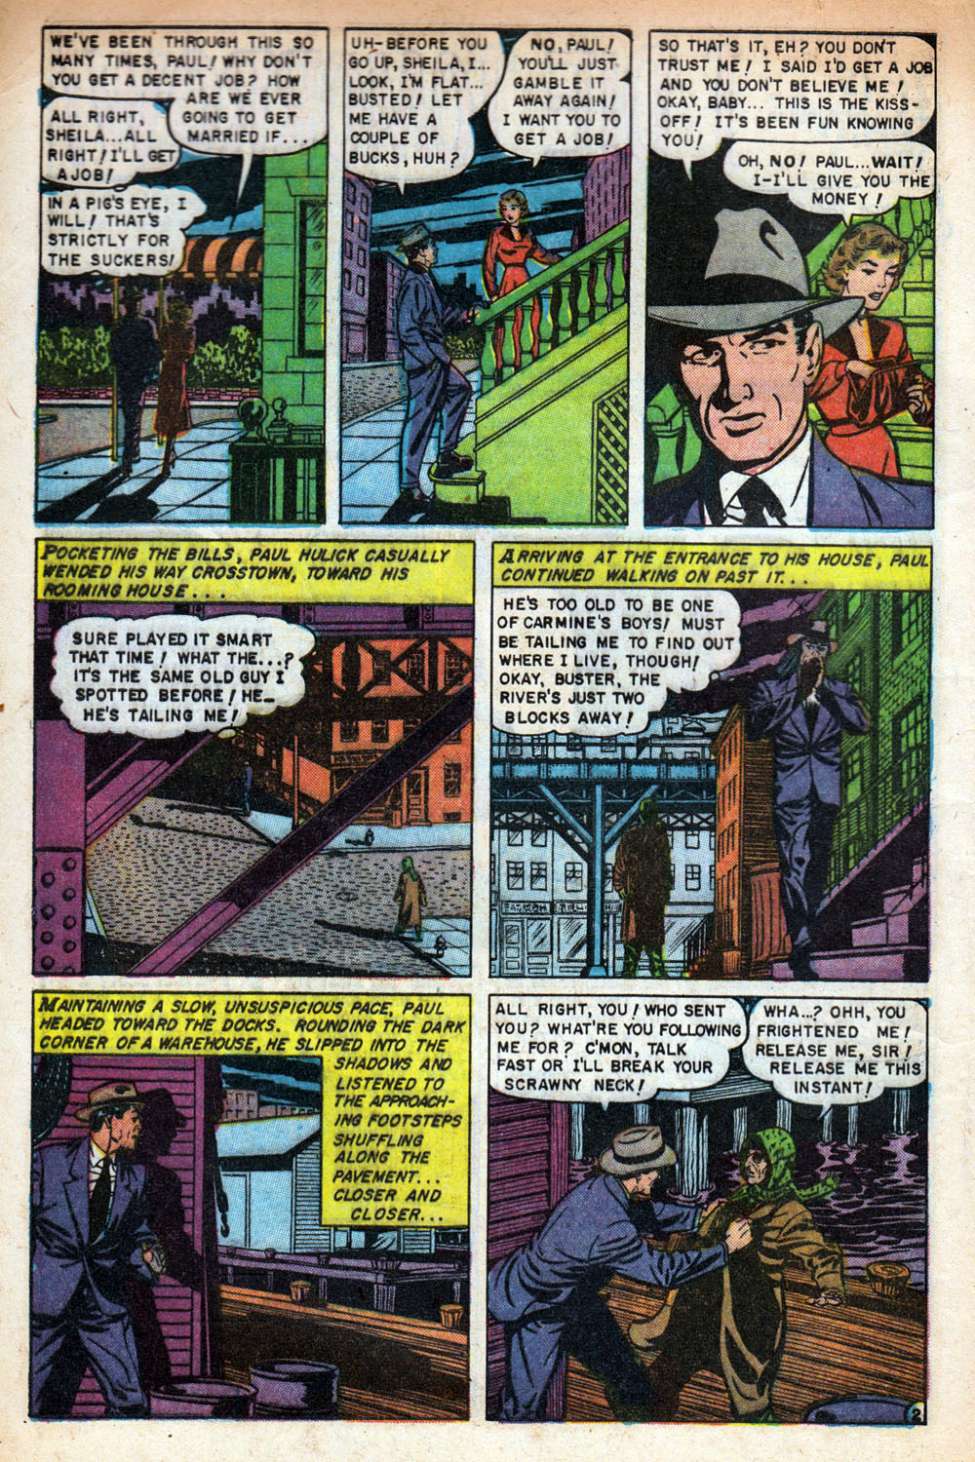 WE'VE BEEN THROUGH THIS SO
MANY TIMES, PAUL! WHY DON'T
YOU GET A DECENT JOB? HOW
ARE WE EVER
GOING TO GET
MARRIED IF...
ALL RIGHT,
SHEILA...ALL
RIGHT! I'LL GET
A JOB!
IN A PIG'S EYE, I
WILL! THAT'S
STRICTLY FOR
THE SUCKERS!
UH-BEFORE YOU
GO UP, SHEILA, I...
LOOK, I'M FLAT...
BUSTED! LET
ME HAVE A
COUPLE OF
BUCKS, HUH?
NO, PAUL!
YOU'LL JUST
GAMBLE IT
AWAY AGAIN!
I WANT YOU TO
GET A JOB!
SO THAT'S IT, EH? YOU DON'T
TRUST ME! I SAID I'D GET A JOB
AND YOU DON'T BELIEVE ME!
OKAY, BABY... THIS IS THE KISS-
OFF! IT'S BEEN FUN KNOWING
YOU!
OH, NO! PAUL...WAIT!
I-I'LL GIVE YOU THE
MONEY!
POCKETING THE BILLS, PAUL HULICK CASUALLY
WENDED HIS WAY CROSSTOWN, TOWARD HIS
ROOMING HOUSE...
SURE PLAYED IT SMART
THAT TIME! WHAT THE...?
IT'S THE SAME OLD GUY I
SPOTTED BEFORE! HE—
HE'S TAILING ME!
ARRIVING AT THE ENTRANCE TO HIS HOUSE, PAUL
CONTINUED WALKING ON PAST IT...
HE'S TOO OLD TO BE ONE
OF CARMINE'S BOYS! MUST
BE TAILING ME TO FIND OUT
WHERE I LIVE, THOUGH!
OKAY, BUSTER, THE
RIVER'S JUST TWO
BLOCKS AWAY!
MAINTAINING A SLOW, UNSUSPICIOUS PACE, PAUL
HEADED TOWARD THE DOCKS. ROUNDING THE DARK
CORNER OF A WAREHOUSE, HE SLIPPED INTO THE
SHADOWS AND
LISTENED TO
THE APPROACH-
ING FOOTSTEPS
SHUFFLING
ALONG THE
PAVEMENT...
CLOSER AND
CLOSER...
ALL RIGHT, YOU! WHO SENT
YOU? WHAT'RE YOU FOLLOWING
ME FOR? C'MON, TALK
FAST OR I'LL BREAK YOUR
SCRAWNY NECK!
WHA...? OHH, YOU
FRIGHTENED ME!
RELEASE ME, SIR!
RELEASE ME THIS
INSTANT!
2